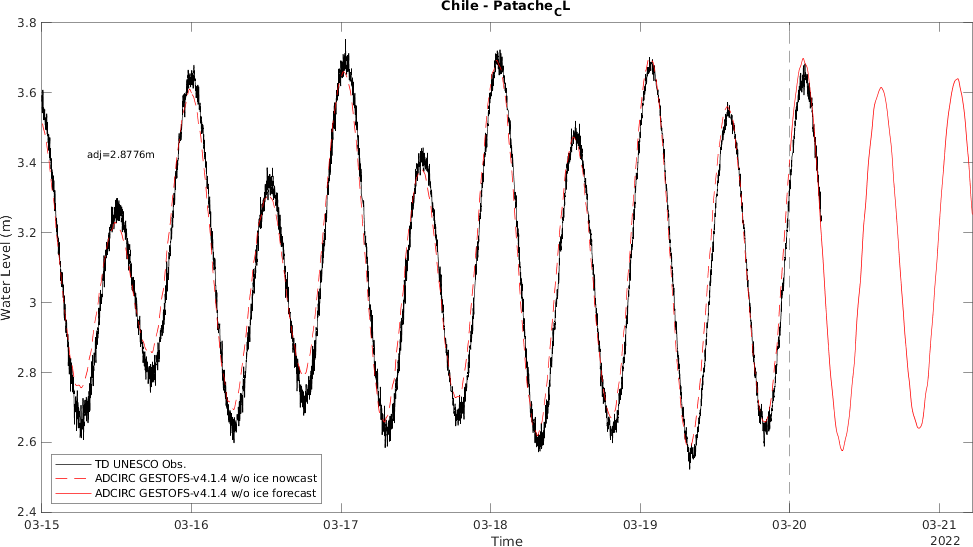 Chile - Patache_CL
3.8
3.6
3.4
3.2
3
2.8
2.6
2.4
Water Level (m)
adj=2.8776m
TD UNESCO Obs.
ADCIRC GESTOFS-v4.1.4 w/o ice nowcast
ADCIRC GESTOFS-v4.1.4 w/o ice forecast
03-15 03-16 03-17 03-18 03-19 03-20 03-21
Time
2022